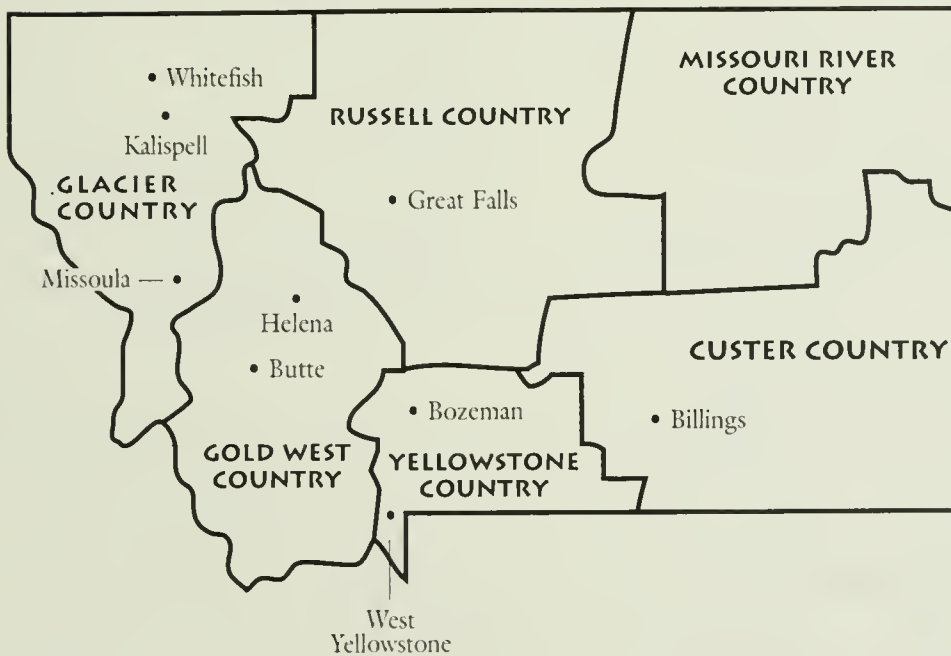 Whitefish
Kalispell
GLACIER
COUNTRY
Missoula
RUSSELL COUNTRY
Great Falls
MISSOURI RIVER
COUNTRY
Helena
Butte
GOLD WEST
COUNTRY
Bozeman
YELLOWSTONE
COUNTRY
West
Yellowstone
CUSTER COUNTRY
Billings